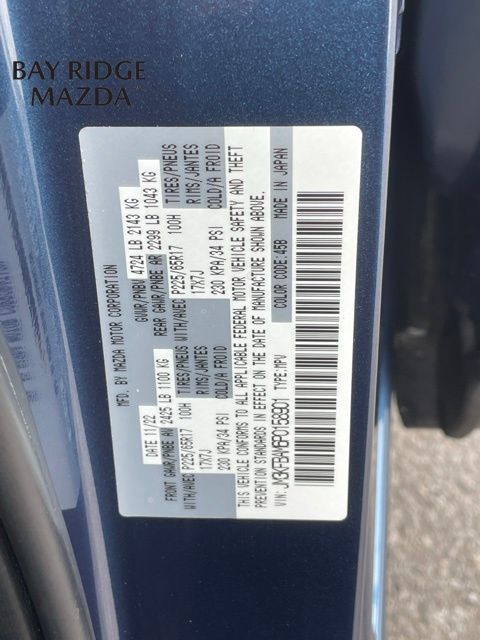 BAY RIDGE
MAZDA
MFD. BY MAZDA MOTOR CORPORATION
DATE 11/22 GVWR/PNBV 4724 LB 2143 KG
FRONT GAWR/PNBE AV 2425 LB 1100 KG REAR GAWR/PNBE AR 2299 LB 1043 KG
WITH/AVEC P225/65R17 100H TIRES/PNEUS WITH/AVEC P225/65R17 100H TIRES/PNEUS
17X7J RIMS/JANTES 17X7J RIMS/JANTES
230 KPA/34 PSI COLD/A FROID 230 KPA/34 PSI COLD/A FROID
THIS VEHICLE CONFORMS TO ALL APPLICABLE FEDERAL MOTOR VEHICLE SAFETY AND THEFT
PREVENTION STANDARDS IN EFFECT ON THE DATE OF MANUFACTURE SHOWN ABOVE.
VIN: TYPE:MPV COLOR CODE:45B MADE IN JAPAN